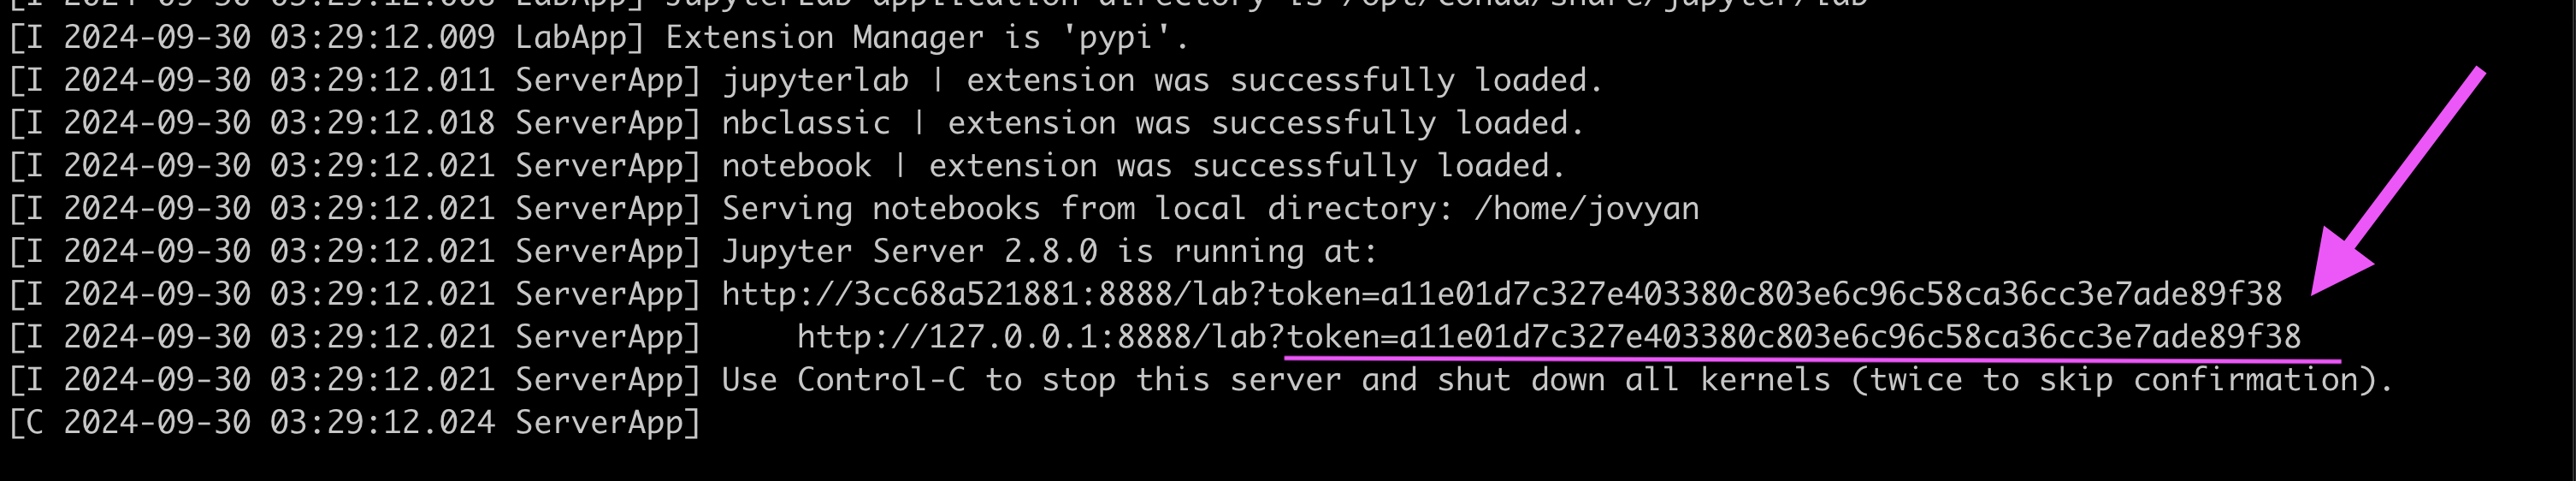 [I 2024-09-30 03:29:12.008 LabApp] JupyterLab application directory is /opt/conda/share/jupyter/lab
[I 2024-09-30 03:29:12.009 LabApp] Extension Manager is 'pypi'.
[I 2024-09-30 03:29:12.011 ServerApp] jupyterlab | extension was successfully loaded.
[I 2024-09-30 03:29:12.018 ServerApp] nbclassic | extension was successfully loaded.
[I 2024-09-30 03:29:12.021 ServerApp] notebook | extension was successfully loaded.
[I 2024-09-30 03:29:12.021 ServerApp] Serving notebooks from local directory: /home/jovyan
[I 2024-09-30 03:29:12.021 ServerApp] Jupyter Server 2.8.0 is running at:
[I 2024-09-30 03:29:12.021 ServerApp] http://3cc68a521881:8888/lab?token=a11e01d7c327e403380c803e6c96c58ca36cc3e7ade89f38
[I 2024-09-30 03:29:12.021 ServerApp]     http://127.0.0.1:8888/lab?token=a11e01d7c327e403380c803e6c96c58ca36cc3e7ade89f38
[I 2024-09-30 03:29:12.021 ServerApp] Use Control-C to stop this server and shut down all kernels (twice to skip confirmation).
[C 2024-09-30 03:29:12.024 ServerApp]